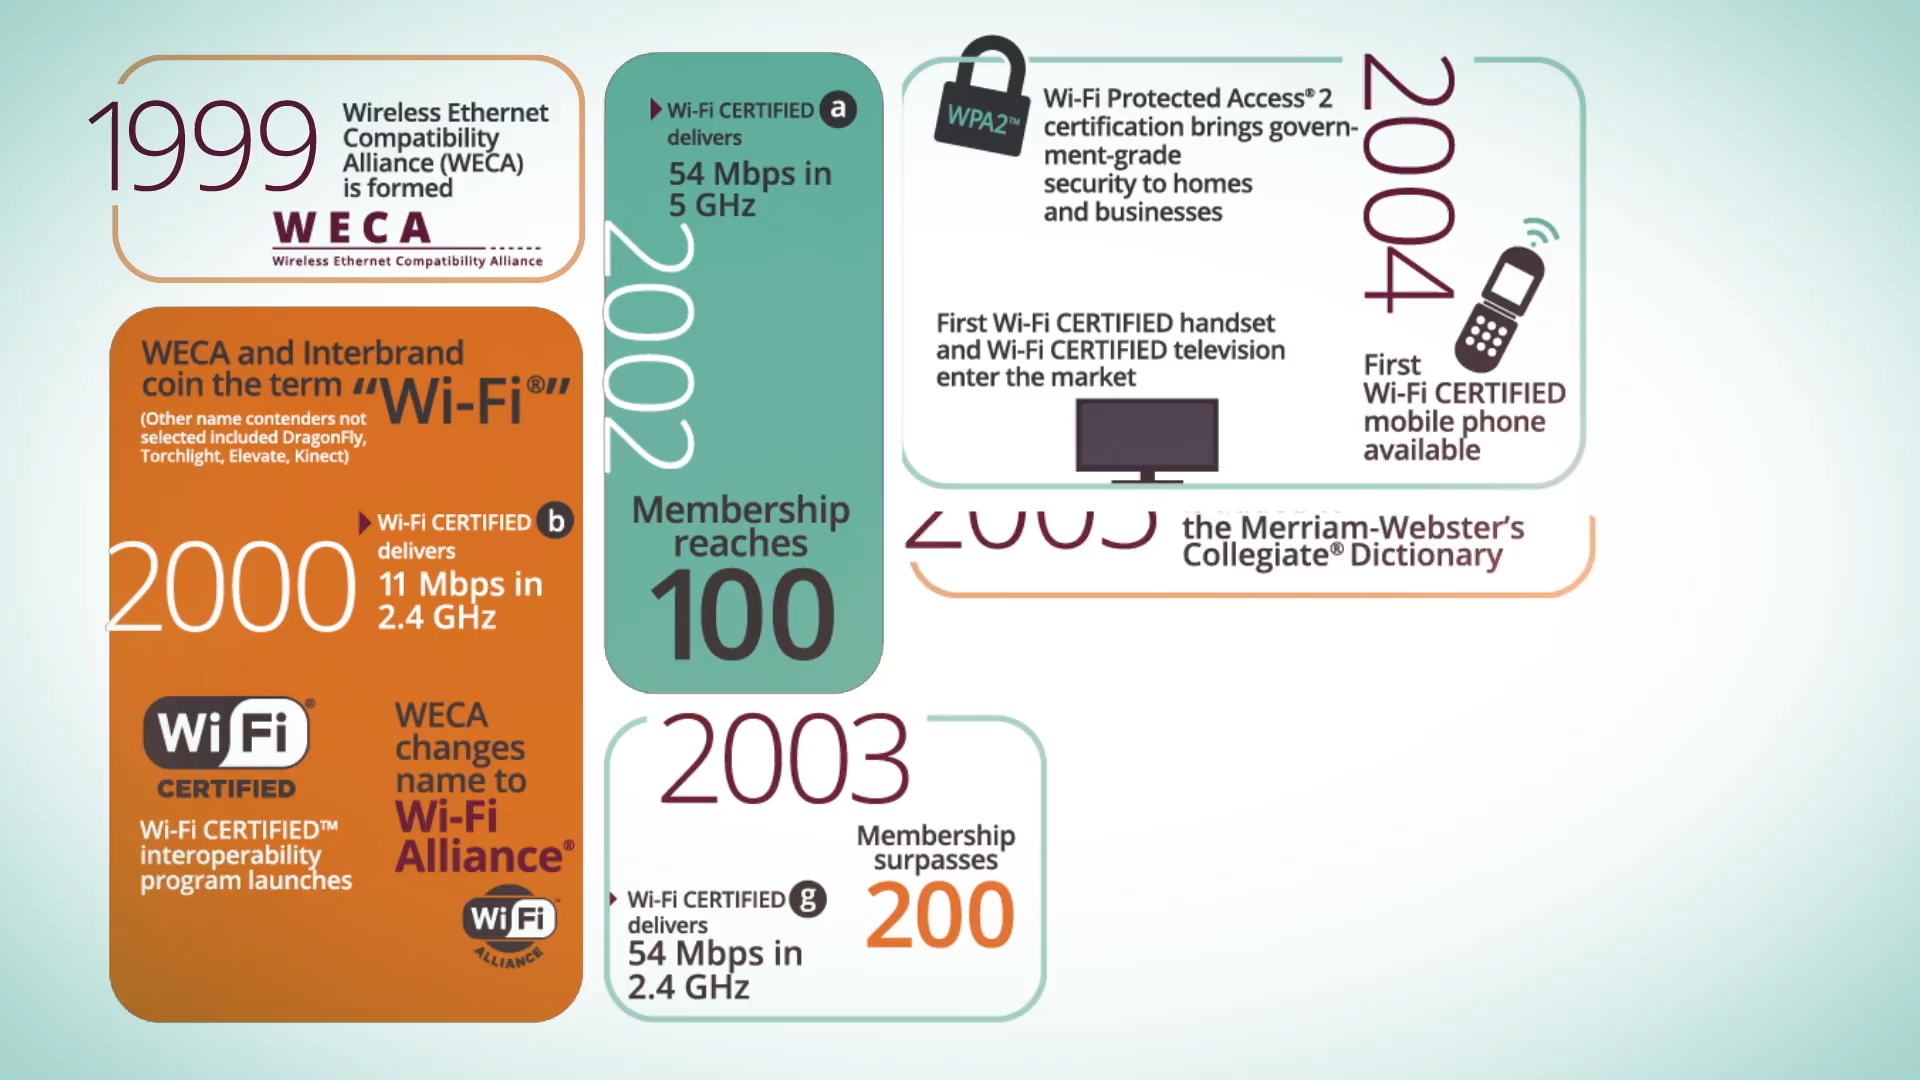 1999
Wireless Ethernet
Compatibility
Alliance (WECA)
is formed
WECA
Wireless Ethernet Compatibility Alliance
WECA and Interbrand
coin the term “Wi-Fi®”
(Other name contenders not
selected included DragonFly,
Torchlight, Elevate, Kinect)
2000
Wi-Fi CERTIFIED b
delivers
11 Mbps in
2.4 GHz
Wi Fi®
CERTIFIED
Wi-Fi CERTIFIED™
interoperability
program launches
WECA
changes
name to
Wi-Fi
Alliance®
Wi Fi™
ALLIANCE
Wi-Fi CERTIFIED a
delivers
54 Mbps in
5 GHz
2002
Membership
reaches
100
2003
Membership
surpasses
200
Wi-Fi CERTIFIED g
delivers
54 Mbps in
2.4 GHz
WPA2™
Wi-Fi Protected Access® 2
certification brings govern-
ment-grade
security to homes
and businesses
2004
First Wi-Fi CERTIFIED handset
and Wi-Fi CERTIFIED television
enter the market
First
Wi-Fi CERTIFIED
mobile phone
available
the Merriam-Webster’s
Collegiate® Dictionary